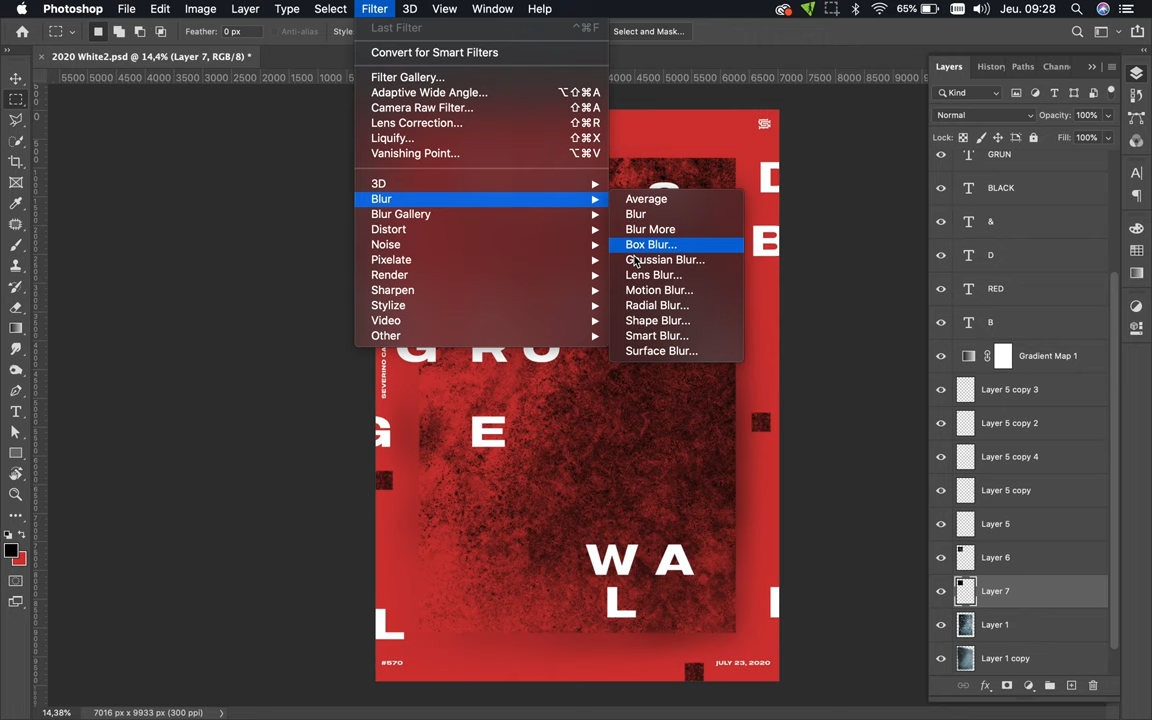 Photoshop File Edit Image Layer Type Select Filter 3D View Window Help 65% Jeu. 09:28
Feather: 0 px Anti-alias Style Select and Mask...
Last Filter ^⌘F
Convert for Smart Filters
Filter Gallery...
Adaptive Wide Angle... ⌥⇧⌘A
Camera Raw Filter... ⇧⌘A
Lens Correction... ⇧⌘R
Liquify... ⇧⌘X
Vanishing Point... ⌥⌘V
3D
Blur
Blur Gallery
Distort
Noise
Pixelate
Render
Sharpen
Stylize
Video
Other
Average
Blur
Blur More
Box Blur...
Gaussian Blur...
Lens Blur...
Motion Blur...
Radial Blur...
Shape Blur...
Smart Blur...
Surface Blur...
× 2020 White2.psd @ 14,4% (Layer 7, RGB/8) *
5500 5000 4500 4000 3500 3000 2500 2000 1500 1000
4000 4500 5000 5500 6000 6500 7000 7500 8000 8500 9000
D
B
G R U
G E
W A
L
L
SEVERINO CA
#570
JULY 23, 2020
Layers History Paths Chann
Kind
Normal Opacity: 100%
Lock: Fill: 100%
GRUN
BLACK
&
D
RED
B
Gradient Map 1
Layer 5 copy 3
Layer 5 copy 2
Layer 5 copy 4
Layer 5 copy
Layer 5
Layer 6
Layer 7
Layer 1
Layer 1 copy
14,38% 7016 px x 9933 px (300 ppi)